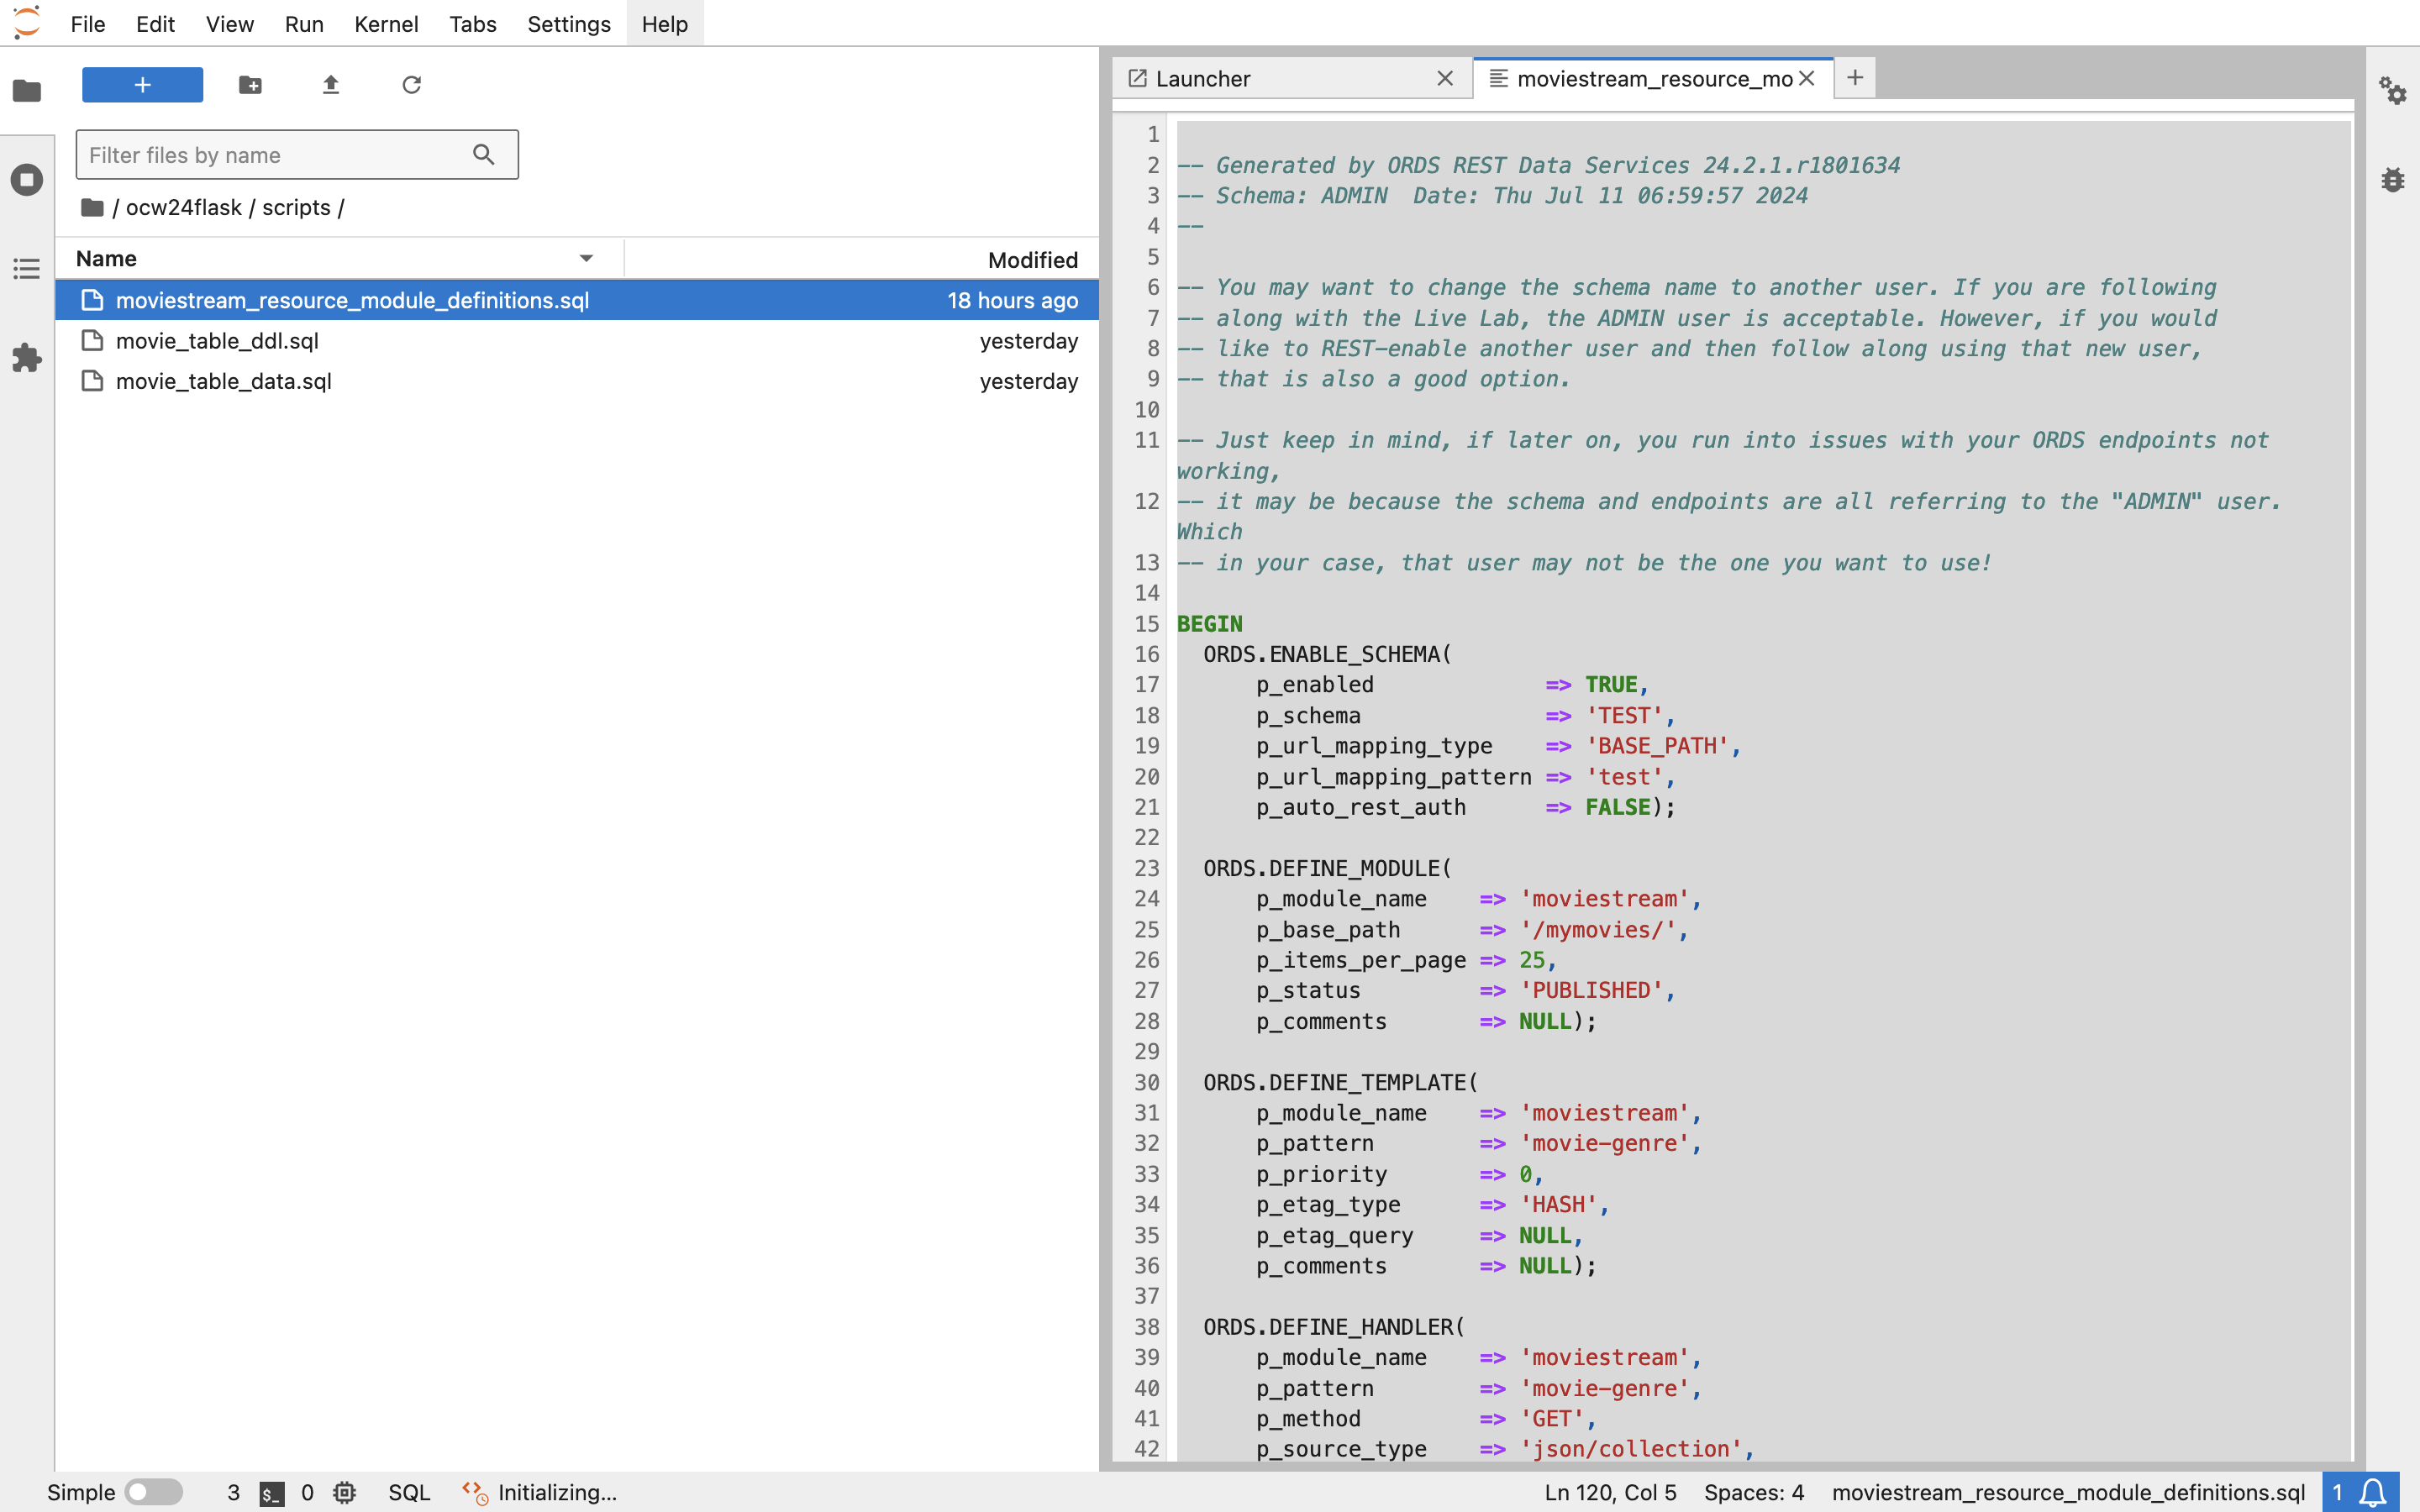 File Edit View Run Kernel Tabs Settings Help
Filter files by name
/ ocw24flask / scripts /
Name Modified
moviestream_resource_module_definitions.sql 18 hours ago
movie_table_ddl.sql yesterday
movie_table_data.sql yesterday
Launcher
moviestream_resource_mo
1
2 -- Generated by ORDS REST Data Services 24.2.1.r1801634
3 -- Schema: ADMIN  Date: Thu Jul 11 06:59:57 2024
4 --
5
6 -- You may want to change the schema name to another user. If you are following
7 -- along with the Live Lab, the ADMIN user is acceptable. However, if you would
8 -- like to REST-enable another user and then follow along using that new user,
9 -- that is also a good option.
10
11 -- Just keep in mind, if later on, you run into issues with your ORDS endpoints not
working,
12 -- it may be because the schema and endpoints are all referring to the "ADMIN" user.
Which
13 -- in your case, that user may not be the one you want to use!
14
15 BEGIN
16   ORDS.ENABLE_SCHEMA(
17       p_enabled             => TRUE,
18       p_schema              => 'TEST',
19       p_url_mapping_type    => 'BASE_PATH',
20       p_url_mapping_pattern => 'test',
21       p_auto_rest_auth      => FALSE);
22
23   ORDS.DEFINE_MODULE(
24       p_module_name    => 'moviestream',
25       p_base_path      => '/mymovies/',
26       p_items_per_page => 25,
27       p_status         => 'PUBLISHED',
28       p_comments       => NULL);
29
30   ORDS.DEFINE_TEMPLATE(
31       p_module_name    => 'moviestream',
32       p_pattern        => 'movie-genre',
33       p_priority       => 0,
34       p_etag_type      => 'HASH',
35       p_etag_query     => NULL,
36       p_comments       => NULL);
37
38   ORDS.DEFINE_HANDLER(
39       p_module_name    => 'moviestream',
40       p_pattern        => 'movie-genre',
41       p_method         => 'GET',
42       p_source_type    => 'json/collection',
Simple 3 $_ 0 SQL Initializing... Ln 120, Col 5 Spaces: 4 moviestream_resource_module_definitions.sql 1